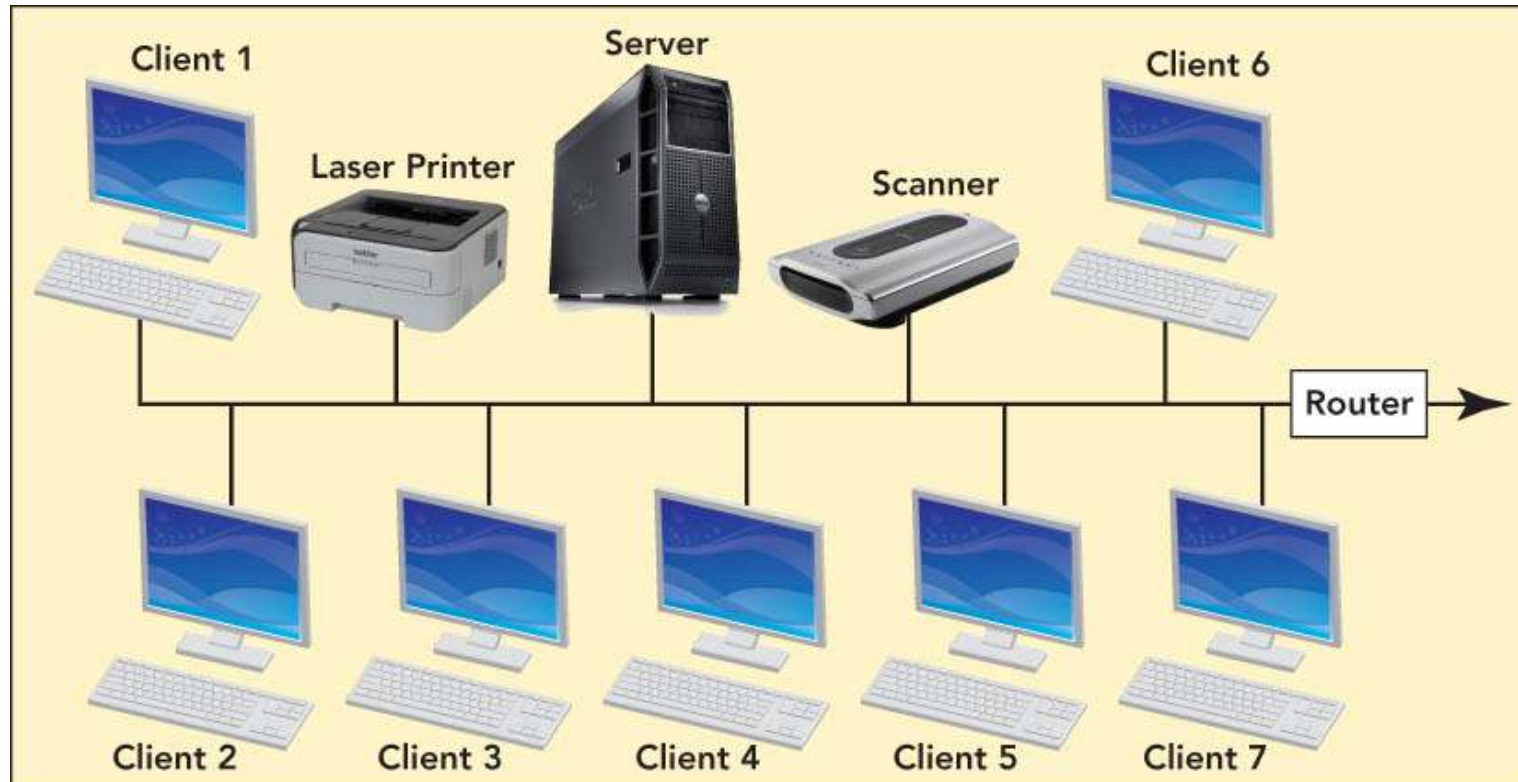 Client 1
Server
Client 6
Laser Printer
Scanner
brother
Router
Client 2
Client 3
Client 4
Client 5
Client 7